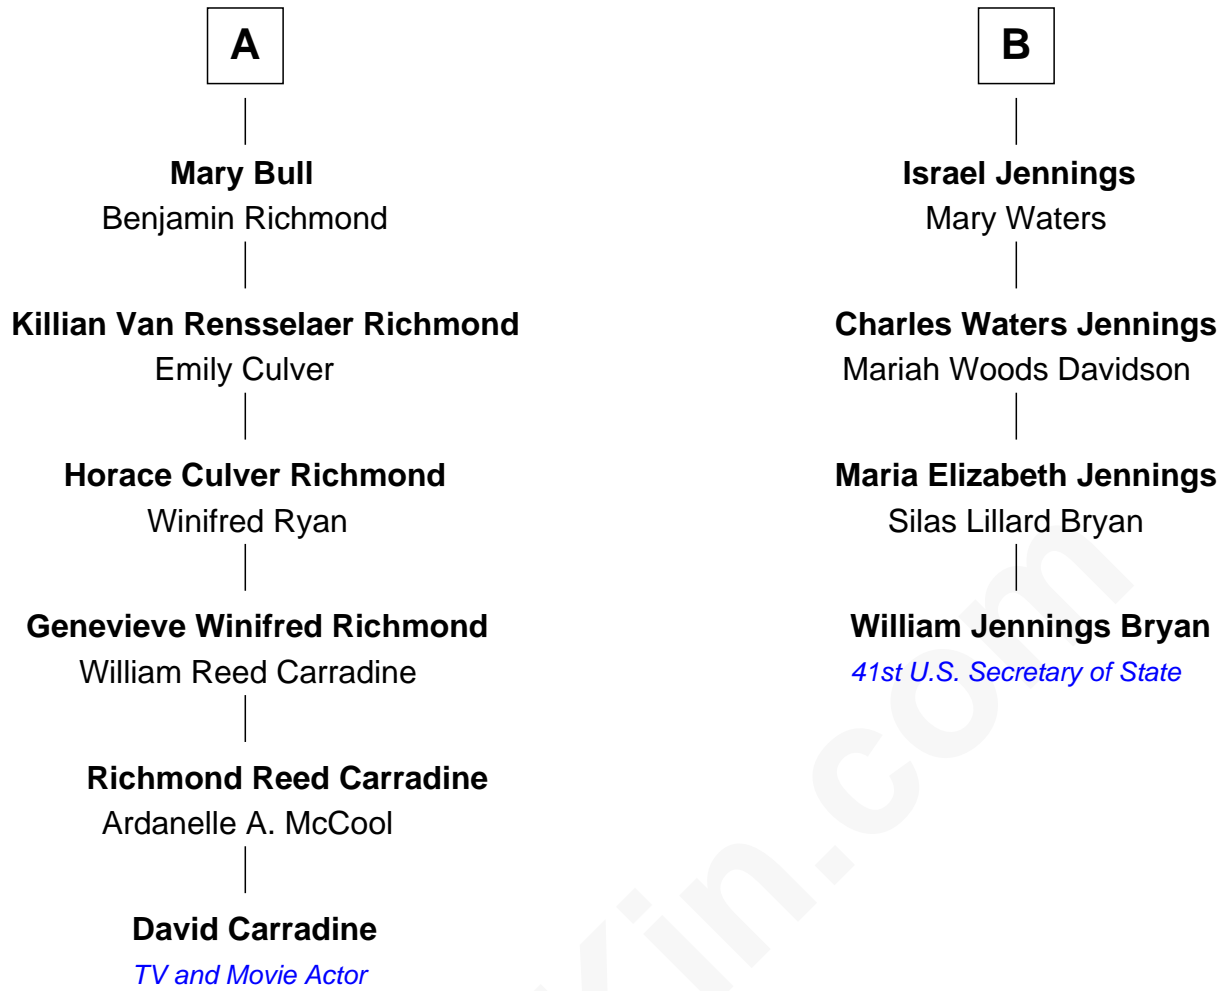 A
Mary Bull
Benjamin Richmond
Killian Van Rensselaer Richmond
Emily Culver
Horace Culver Richmond
Winifred Ryan
Genevieve Winifred Richmond
William Reed Carradine
Richmond Reed Carradine
Ardanelle A. McCool
David Carradine
TV and Movie Actor
B
Israel Jennings
Mary Waters
Charles Waters Jennings
Mariah Woods Davidson
Maria Elizabeth Jennings
Silas Lillard Bryan
William Jennings Bryan
41st U.S. Secretary of State
Kin.com